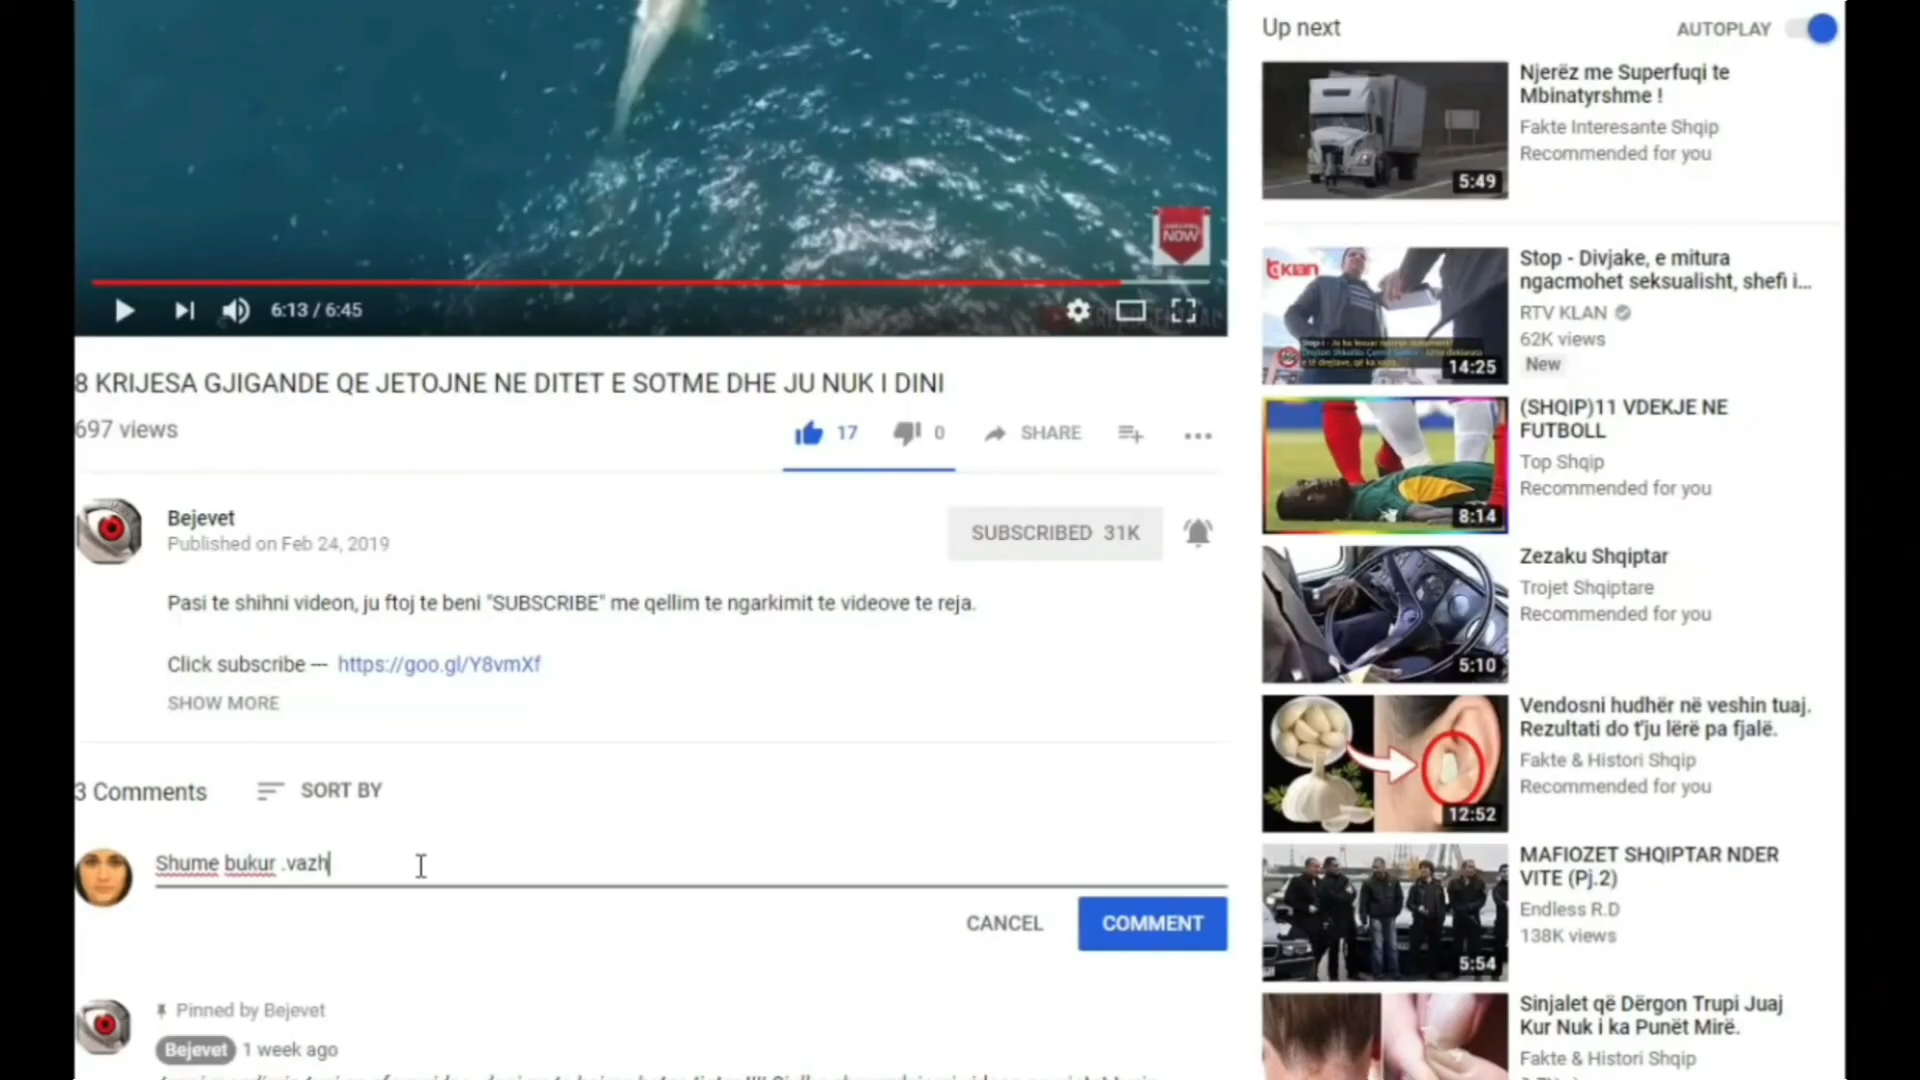 NOW
6:13 / 6:45
8 KRIJESA GJIGANDE QE JETOJNE NE DITET E SOTME DHE JU NUK I DINI
697 views
17
0
SHARE
Bejevet
Published on Feb 24, 2019
SUBSCRIBED 31K
Pasi te shihni videon, ju ftoj te beni "SUBSCRIBE" me qellim te ngarkimit te videove te reja.
Click subscribe --- https://goo.gl/Y8vmXf
SHOW MORE
3 Comments
SORT BY
Shume bukur .vazh
CANCEL
COMMENT
Pinned by Bejevet
Bejevet 1 week ago
Up next
AUTOPLAY
5:49
Njerëz me Superfuqi te
Mbinatyrshme !
Fakte Interesante Shqip
Recommended for you
klan
14:25
Stop - Divjake, e mitura
ngacmohet seksualisht, shefi i...
RTV KLAN
62K views
New
8:14
(SHQIP)11 VDEKJE NE
FUTBOLL
Top Shqip
Recommended for you
5:10
Zezaku Shqiptar
Trojet Shqiptare
Recommended for you
12:52
Vendosni hudhër në veshin tuaj.
Rezultati do t'ju lërë pa fjalë.
Fakte & Histori Shqip
Recommended for you
5:54
MAFIOZET SHQIPTAR NDER
VITE (Pj.2)
Endless R.D
138K views
Sinjalet që Dërgon Trupi Juaj
Kur Nuk i ka Punët Mirë.
Fakte & Histori Shqip